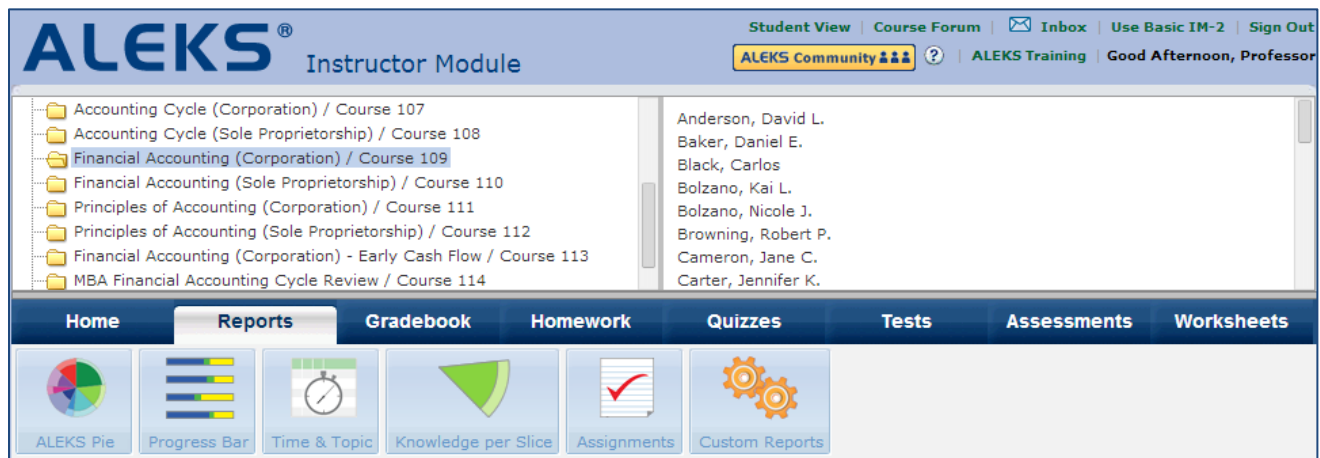 ALEKS® Instructor Module
Student View | Course Forum | Inbox | Use Basic IM-2 | Sign Out
ALEKS Community ? | ALEKS Training | Good Afternoon, Professor
Accounting Cycle (Corporation) / Course 107
Accounting Cycle (Sole Proprietorship) / Course 108
Financial Accounting (Corporation) / Course 109
Financial Accounting (Sole Proprietorship) / Course 110
Principles of Accounting (Corporation) / Course 111
Principles of Accounting (Sole Proprietorship) / Course 112
Financial Accounting (Corporation) - Early Cash Flow / Course 113
MBA Financial Accounting Cycle Review / Course 114
Anderson, David L.
Baker, Daniel E.
Black, Carlos
Bolzano, Kai L.
Bolzano, Nicole J.
Browning, Robert P.
Cameron, Jane C.
Carter, Jennifer K.
Home Reports Gradebook Homework Quizzes Tests Assessments Worksheets
ALEKS Pie Progress Bar Time & Topic Knowledge per Slice Assignments Custom Reports